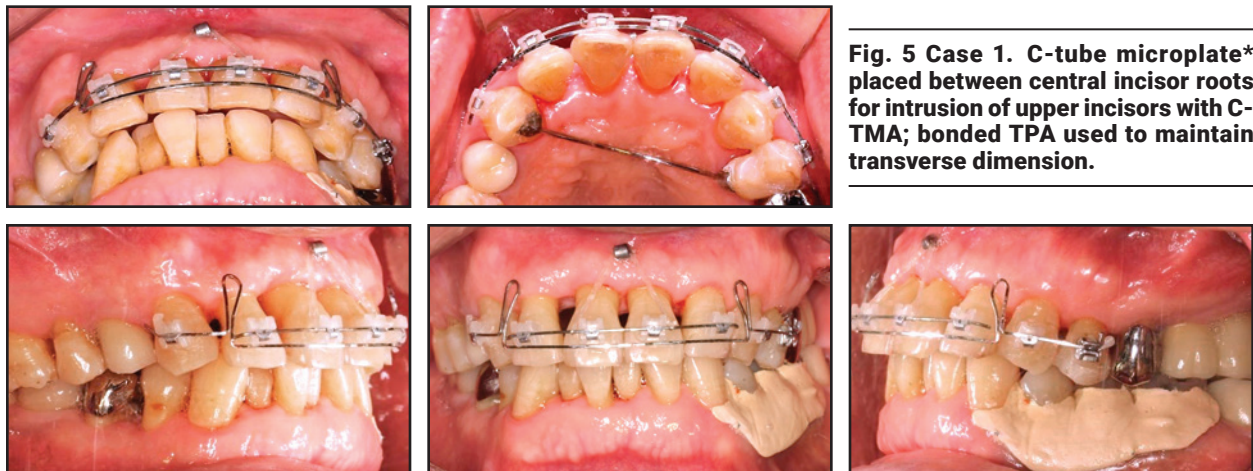 Fig. 5 Case 1. C-tube microplate*
placed between central incisor roots
for intrusion of upper incisors with C-
TMA; bonded TPA used to maintain
transverse dimension.